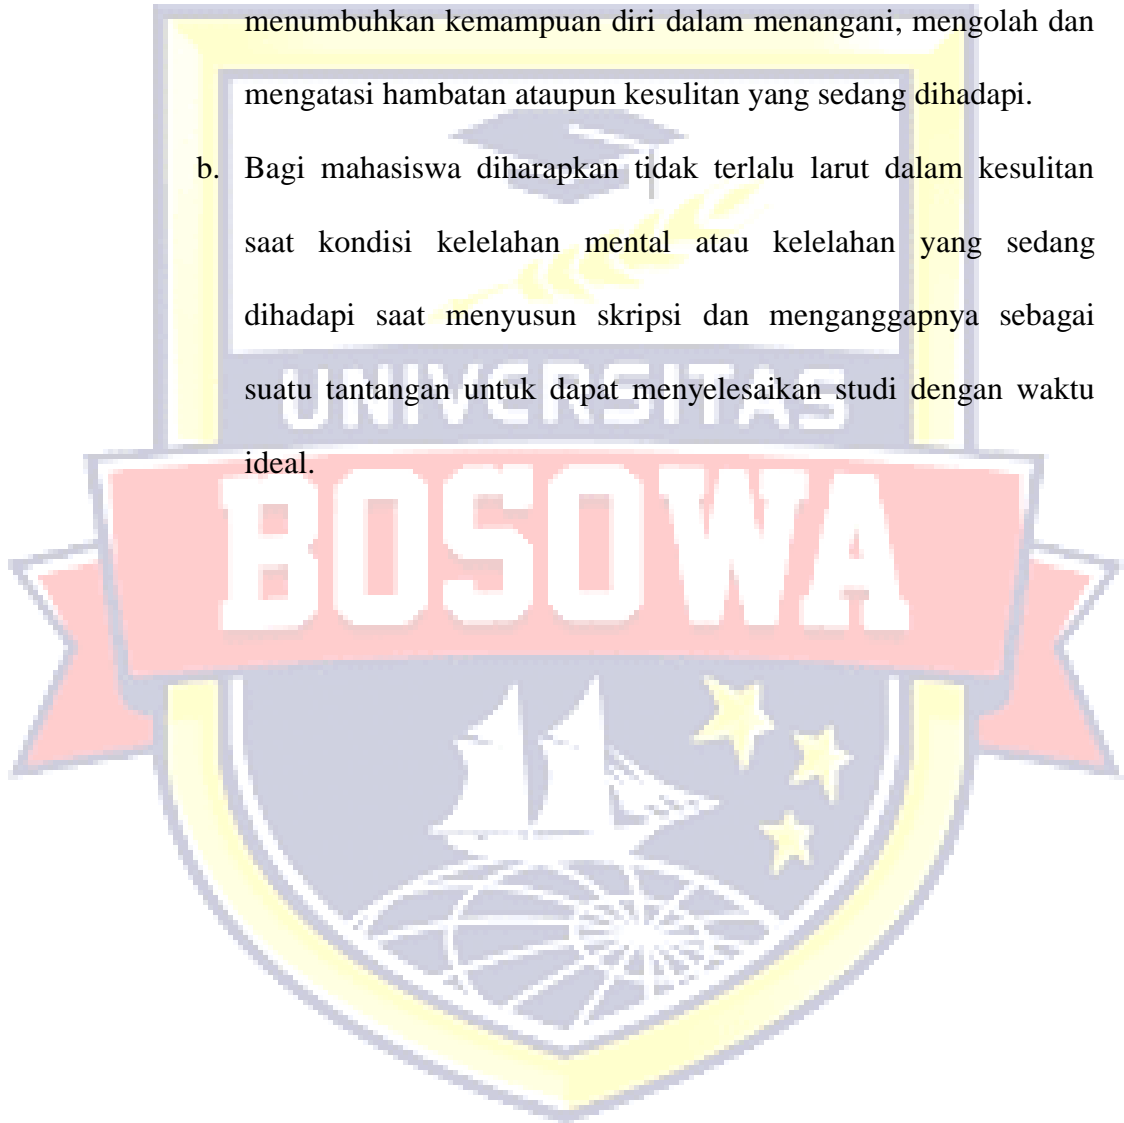 menumbuhkan kemampuan diri dalam menangani, mengolah dan
mengatasi hambatan ataupun kesulitan yang sedang dihadapi.
b. Bagi mahasiswa diharapkan tidak terlalu larut dalam kesulitan
saat kondisi kelelahan mental atau kelelahan yang sedang
dihadapi saat menyusun skripsi dan menganggapnya sebagai
suatu tantangan untuk dapat menyelesaikan studi dengan waktu
UNIVERSITAS
ideal.
BOSOWA